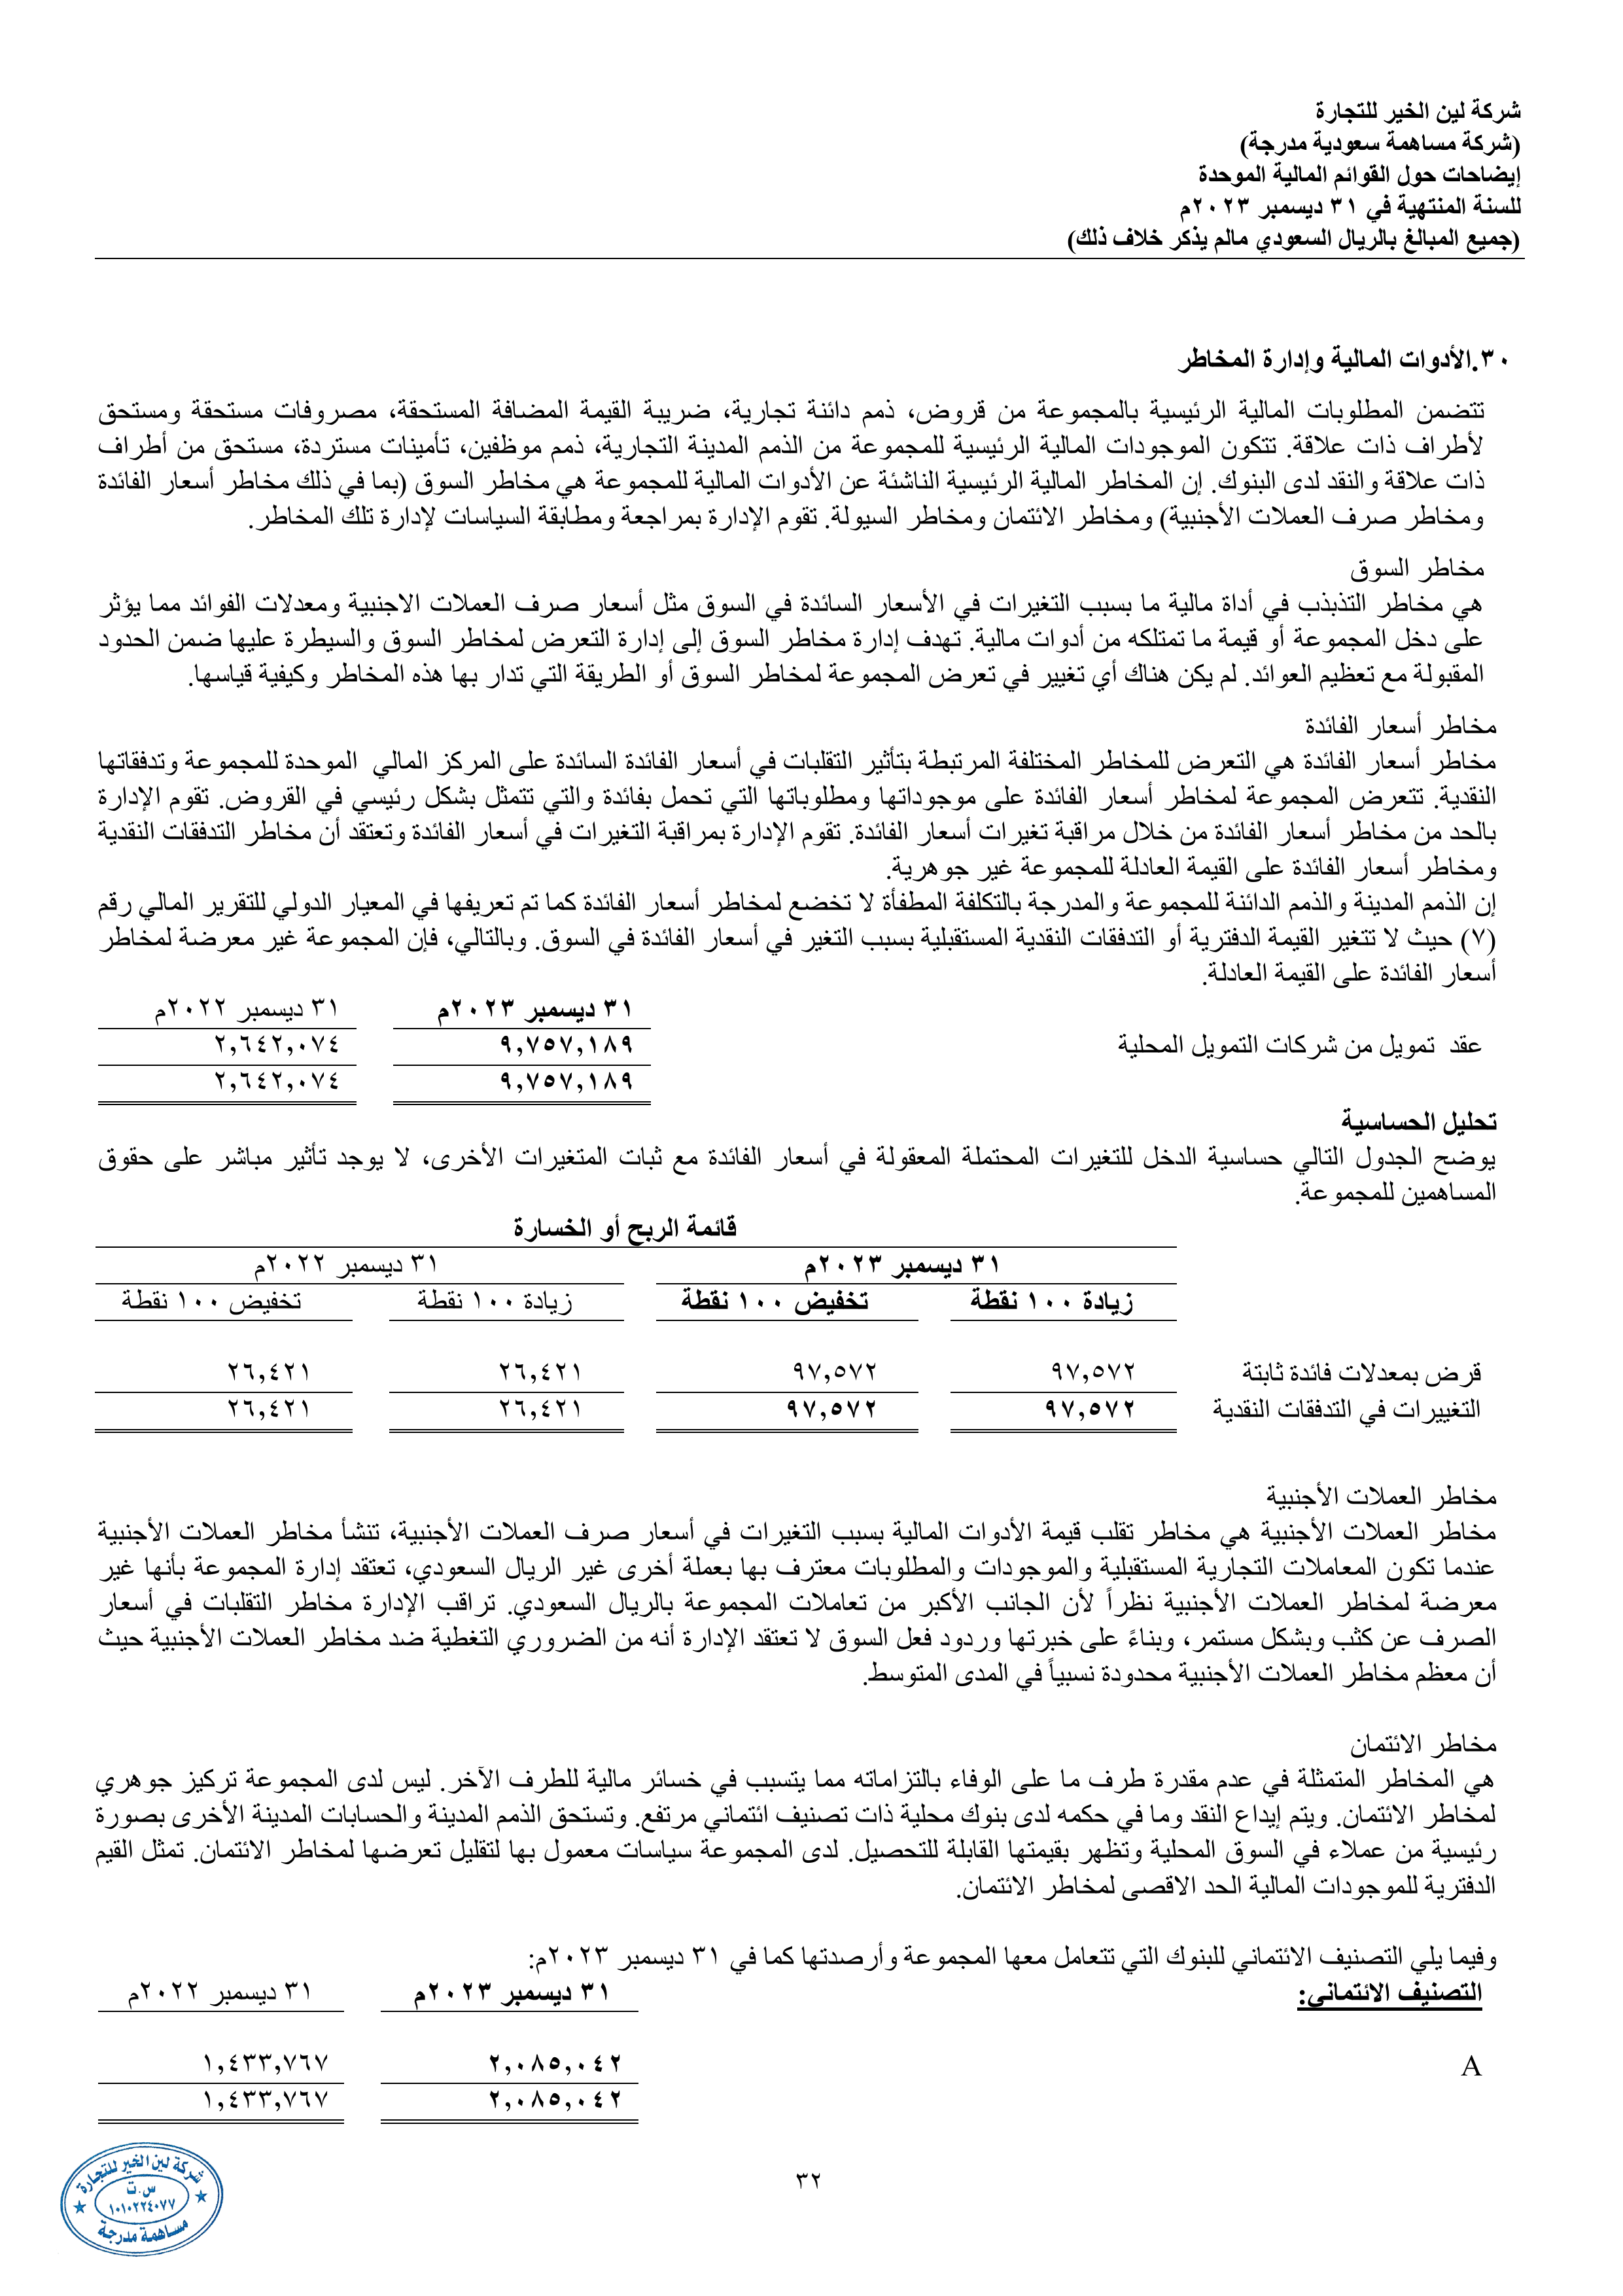 شركة لين الخير للتجارة
(شركة مساهمة سعودية مدرجة)
إيضاحات حول القوائم المالية الموحدة
للسنة المنتهية في ٣١ ديسمبر ٢٠٢٣م
(جميع المبالغ بالريال السعودي مالم يذكر خلاف ذلك)
٣٠.الأدوات المالية وإدارة المخاطر
تتضمن المطلوبات المالية الرئيسية بالمجموعة من قروض، ذمم دائنة تجارية، ضريبة القيمة المضافة المستحقة، مصروفات مستحقة ومستحق
لأطراف ذات علاقة. تتكون الموجودات المالية الرئيسية للمجموعة من الذمم المدينة التجارية، ذمم موظفين، تأمينات مستردة، مستحق من أطراف
ذات علاقة والنقد لدى البنوك. إن المخاطر المالية الرئيسية الناشئة عن الأدوات المالية للمجموعة هي مخاطر السوق (بما في ذلك مخاطر أسعار الفائدة
ومخاطر صرف العملات الأجنبية) ومخاطر الائتمان ومخاطر السيولة. تقوم الإدارة بمراجعة ومطابقة السياسات لإدارة تلك المخاطر.
مخاطر السوق
هي مخاطر التذبذب في أداة مالية ما بسبب التغيرات في الأسعار السائدة في السوق مثل أسعار صرف العملات الاجنبية ومعدلات الفوائد مما يؤثر
على دخل المجموعة أو قيمة ما تمتلكه من أدوات مالية. تهدف إدارة مخاطر السوق إلى إدارة التعرض لمخاطر السوق والسيطرة عليها ضمن الحدود
المقبولة مع تعظيم العوائد. لم يكن هناك أي تغيير في تعرض المجموعة لمخاطر السوق أو الطريقة التي تدار بها هذه المخاطر وكيفية قياسها.
مخاطر أسعار الفائدة
مخاطر أسعار الفائدة هي التعرض للمخاطر المختلفة المرتبطة بتأثير التقلبات في أسعار الفائدة السائدة على المركز المالي الموحدة للمجموعة وتدفقاتها
النقدية. تتعرض المجموعة لمخاطر أسعار الفائدة على موجوداتها ومطلوباتها التي تحمل بفائدة والتي تتمثل بشكل رئيسي في القروض. تقوم الإدارة
بالحد من مخاطر أسعار الفائدة من خلال مراقبة تغيرات أسعار الفائدة. تقوم الإدارة بمراقبة التغيرات في أسعار الفائدة وتعتقد أن مخاطر التدفقات النقدية
ومخاطر أسعار الفائدة على القيمة العادلة للمجموعة غير جوهرية.
إن الذمم المدينة والذمم الدائنة للمجموعة والمدرجة بالتكلفة المطفأة لا تخضع لمخاطر أسعار الفائدة كما تم تعريفها في المعيار الدولي للتقرير المالي رقم
(٧) حيث لا تتغير القيمة الدفترية أو التدفقات النقدية المستقبلية بسبب التغير في أسعار الفائدة في السوق. وبالتالي، فإن المجموعة غير معرضة لمخاطر
أسعار الفائدة على القيمة العادلة.
٣١ ديسمبر ٢٠٢٣م ٣١ ديسمبر ٢٠٢٢م
عقد تمويل من شركات التمويل المحلية ٩,٧٥٧,١٨٩ ٢,٦٤٢,٠٧٤
٩,٧٥٧,١٨٩ ٢,٦٤٢,٠٧٤
تحليل الحساسية
يوضح الجدول التالي حساسية الدخل للتغيرات المحتملة المعقولة في أسعار الفائدة مع ثبات المتغيرات الأخرى، لا يوجد تأثير مباشر على حقوق
المساهمين للمجموعة.
قائمة الربح أو الخسارة
٣١ ديسمبر ٢٠٢٣م ٣١ ديسمبر ٢٠٢٢م
زيادة ١٠٠ نقطة تخفيض ١٠٠ نقطة زيادة ١٠٠ نقطة تخفيض ١٠٠ نقطة
قرض بمعدلات فائدة ثابتة ٩٧,٥٧٢ ٩٧,٥٧٢ ٢٦,٤٢١ ٢٦,٤٢١
التغييرات في التدفقات النقدية ٩٧,٥٧٢ ٩٧,٥٧٢ ٢٦,٤٢١ ٢٦,٤٢١
مخاطر العملات الأجنبية
مخاطر العملات الأجنبية هي مخاطر تقلب قيمة الأدوات المالية بسبب التغيرات في أسعار صرف العملات الأجنبية، تنشأ مخاطر العملات الأجنبية
عندما تكون المعاملات التجارية المستقبلية والموجودات والمطلوبات معترف بها بعملة أخرى غير الريال السعودي، تعتقد إدارة المجموعة بأنها غير
معرضة لمخاطر العملات الأجنبية نظراً لأن الجانب الأكبر من تعاملات المجموعة بالريال السعودي. تراقب الإدارة مخاطر التقلبات في أسعار
الصرف عن كثب وبشكل مستمر، وبناءً على خبرتها وردود فعل السوق لا تعتقد الإدارة أنه من الضروري التغطية ضد مخاطر العملات الأجنبية حيث
أن معظم مخاطر العملات الأجنبية محدودة نسبياً في المدى المتوسط.
مخاطر الائتمان
هي المخاطر المتمثلة في عدم مقدرة طرف ما على الوفاء بالتزاماته مما يتسبب في خسائر مالية للطرف الآخر. ليس لدى المجموعة تركيز جوهري
لمخاطر الائتمان. ويتم إيداع النقد وما في حكمه لدى بنوك محلية ذات تصنيف ائتماني مرتفع. وتستحق الذمم المدينة والحسابات المدينة الأخرى بصورة
رئيسية من عملاء في السوق المحلية وتظهر بقيمتها القابلة للتحصيل. لدى المجموعة سياسات معمول بها لتقليل تعرضها لمخاطر الائتمان. تمثل القيم
الدفترية للموجودات المالية الحد الاقصى لمخاطر الائتمان.
وفيما يلي التصنيف الائتماني للبنوك التي تتعامل معها المجموعة وأرصدتها كما في ٣١ ديسمبر ٢٠٢٣م:
التصنيف الائتماني: ٣١ ديسمبر ٢٠٢٣م ٣١ ديسمبر ٢٠٢٢م
A ٢,٠٨٥,٠٤٢ ١,٤٣٣,٧٦٧
٢,٠٨٥,٠٤٢ ١,٤٣٣,٧٦٧
شركة لين الخير للتجارة
س.ت
١٠١٠٢٢٤٠٧٧
مساهمة مدرجة
٣٢